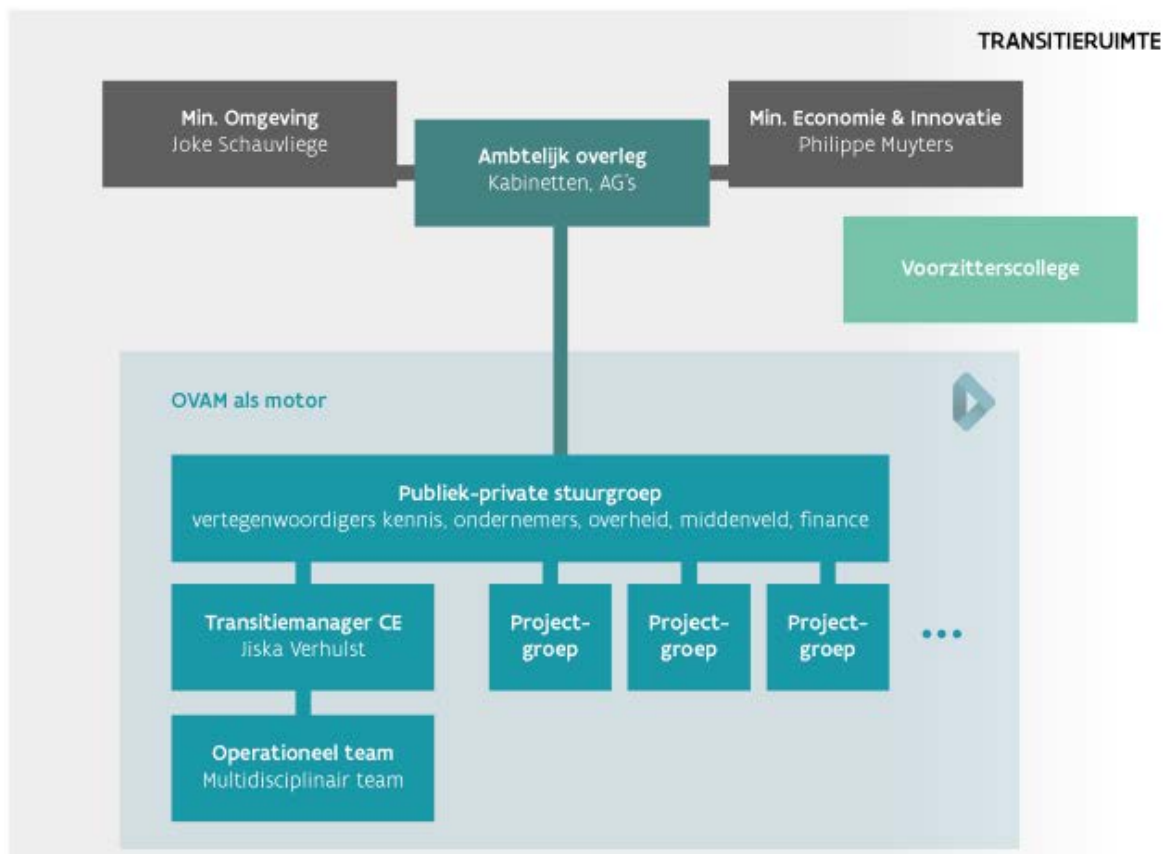 TRANSITIERUIMTE
Min. Omgeving
Joke Schauvliege
Ambtelijk overleg
Kabinetten, AG's
Min. Economie & Innovatie
Philippe Muyters
Voorzitterscollege
OVAM als motor
Publiek-private stuurgroep
vertegenwoordigers kennis, ondernemers, overheid, middenveld, finance
Transitiemanager CE
Jiska Verhulst
Project-
groep
Project-
groep
Project-
groep
...
Operationeel team
Multidisciplinair team